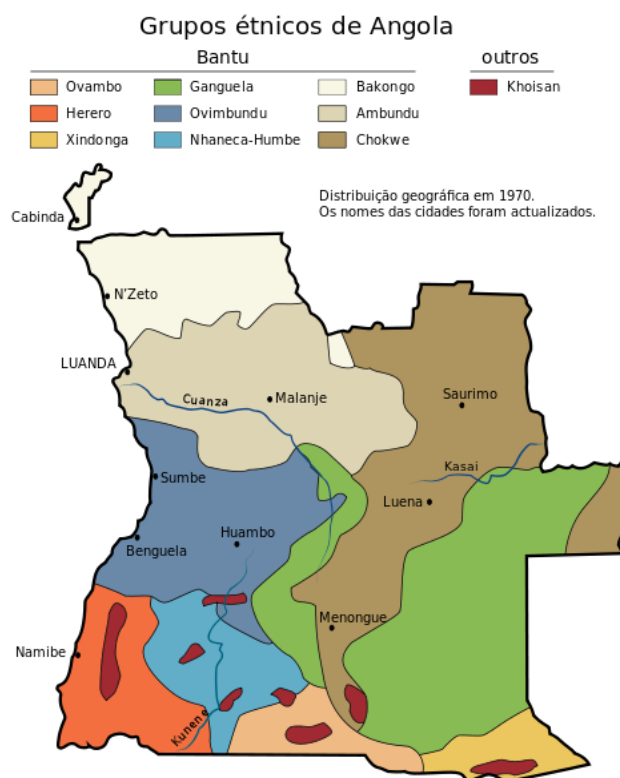 Grupos étnicos de Angola
Bantu
outros
Ovambo
Ganguela
Bakongo
Khoisan
Herero
Ovimbundu
Ambundu
Xindonga
Nhaneca-Humbe
Chokwe
Distribuição geográfica em 1970.
Os nomes das cidades foram actualizados.
Cabinda
N'Zeto
LUANDA
Cuanza
Malanje
Saurimo
Kasai
Sumbe
Luena
Huambo
Benguela
Menongue
Namibe
Kunene